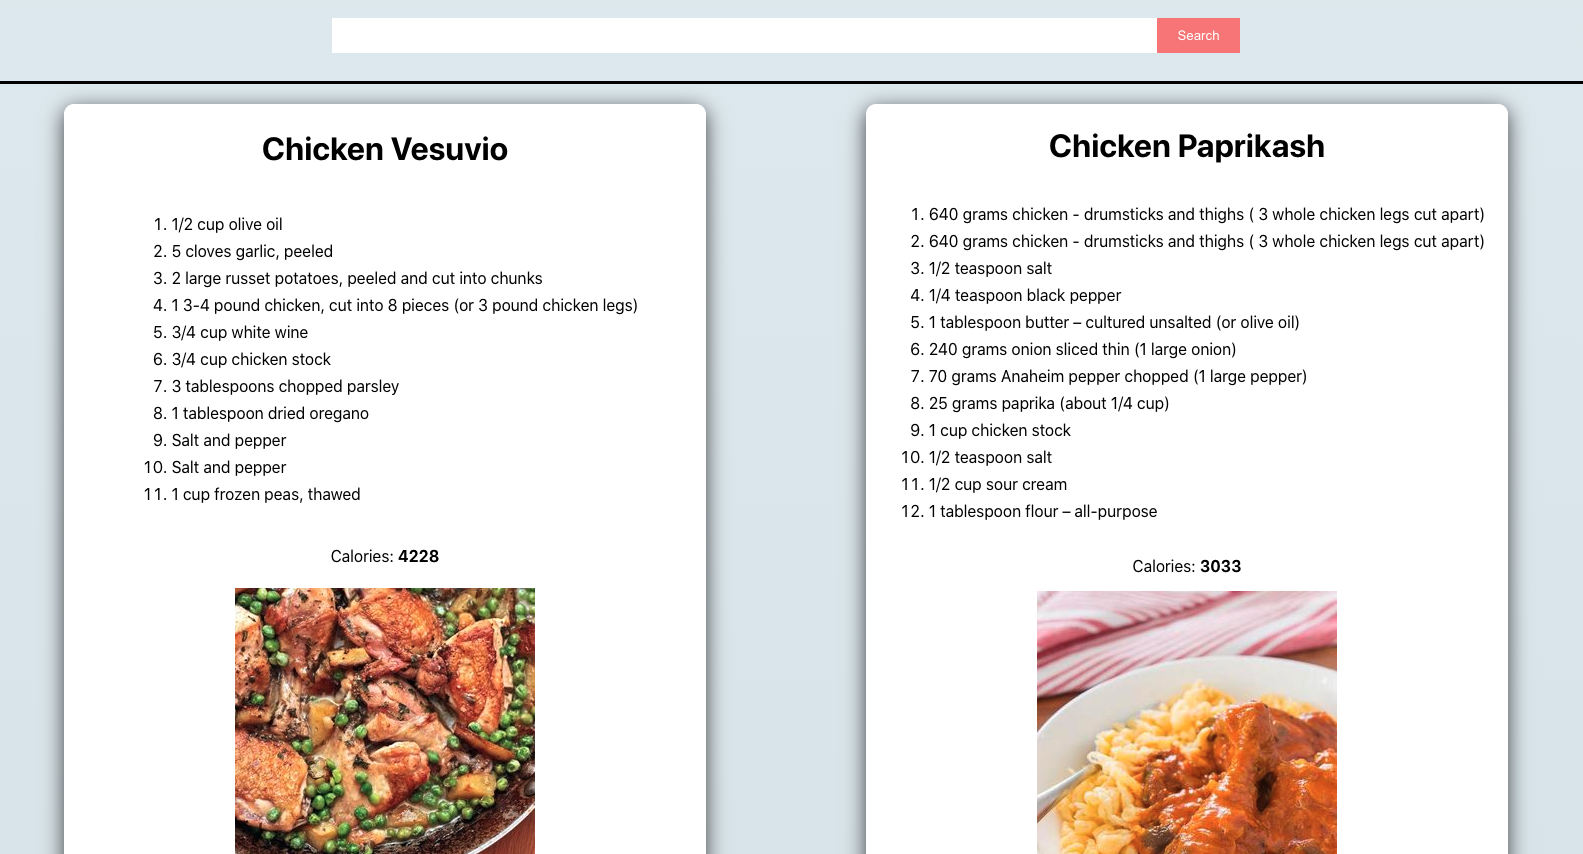 Search
Chicken Vesuvio
1. 1/2 cup olive oil
2. 5 cloves garlic, peeled
3. 2 large russet potatoes, peeled and cut into chunks
4. 1 3-4 pound chicken, cut into 8 pieces (or 3 pound chicken legs)
5. 3/4 cup white wine
6. 3/4 cup chicken stock
7. 3 tablespoons chopped parsley
8. 1 tablespoon dried oregano
9. Salt and pepper
10. Salt and pepper
11. 1 cup frozen peas, thawed
Calories: 4228
Chicken Paprikash
1. 640 grams chicken - drumsticks and thighs ( 3 whole chicken legs cut apart)
2. 640 grams chicken - drumsticks and thighs ( 3 whole chicken legs cut apart)
3. 1/2 teaspoon salt
4. 1/4 teaspoon black pepper
5. 1 tablespoon butter – cultured unsalted (or olive oil)
6. 240 grams onion sliced thin (1 large onion)
7. 70 grams Anaheim pepper chopped (1 large pepper)
8. 25 grams paprika (about 1/4 cup)
9. 1 cup chicken stock
10. 1/2 teaspoon salt
11. 1/2 cup sour cream
12. 1 tablespoon flour – all-purpose
Calories: 3033